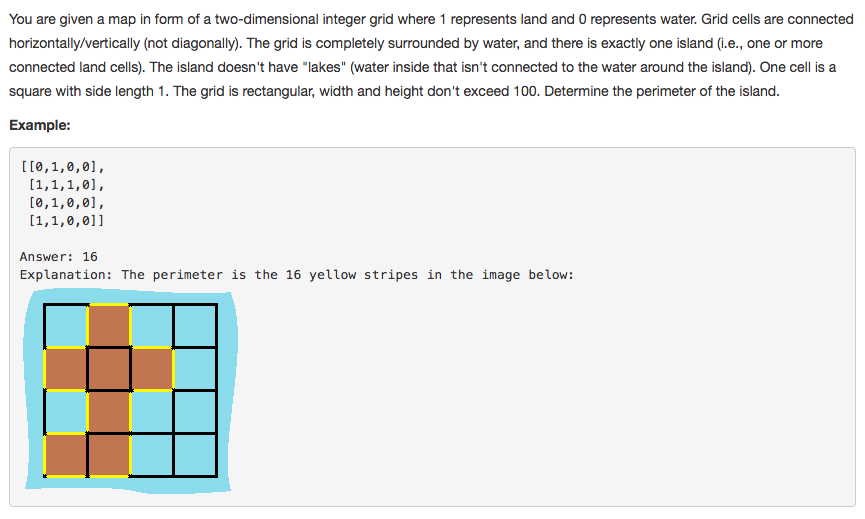 You are given a map in form of a two-dimensional integer grid where 1 represents land and 0 represents water. Grid cells are connected
horizontally/vertically (not diagonally). The grid is completely surrounded by water, and there is exactly one island (i.e., one or more
connected land cells). The island doesn't have "lakes" (water inside that isn't connected to the water around the island). One cell is a
square with side length 1. The grid is rectangular, width and height don't exceed 100. Determine the perimeter of the island.
Example:
[[0,1,0,0],
[1,1,1,0],
[0,1,0,0],
[1,1,0,0]]
Answer: 16
Explanation: The perimeter is the 16 yellow stripes in the image below: